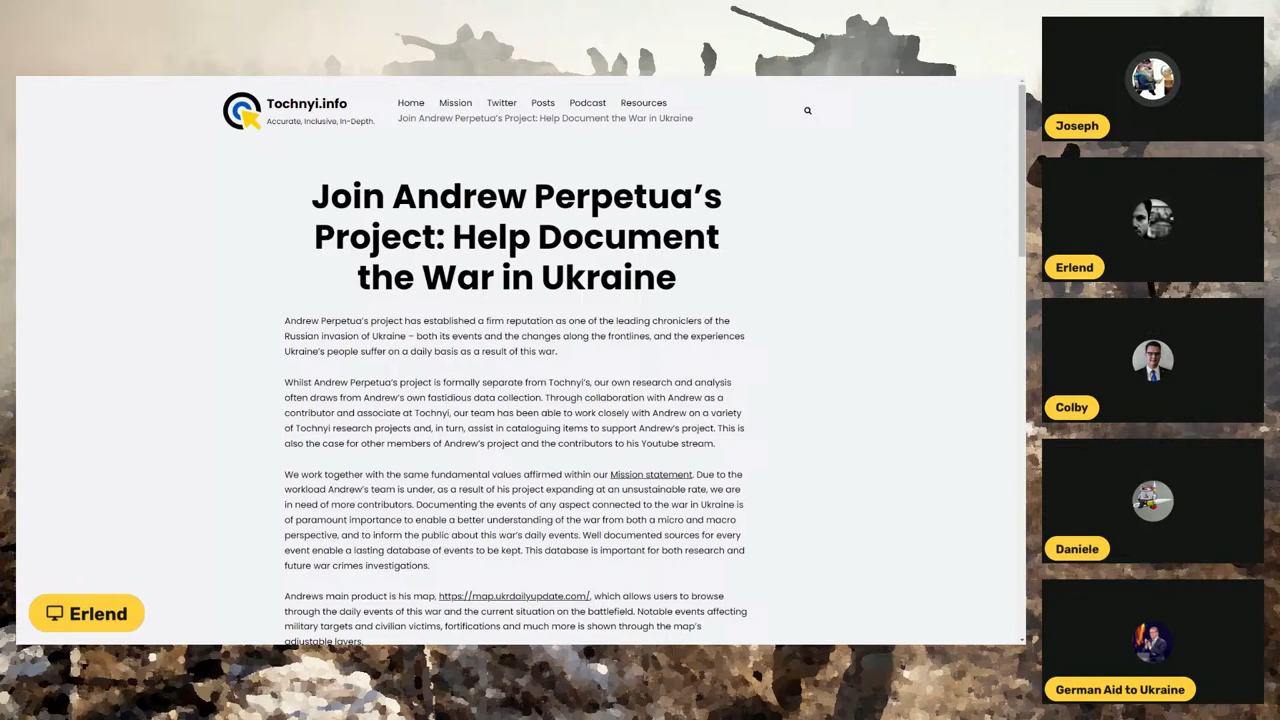 Tochnyi.info
Accurate, Inclusive, In-Depth.
Home Mission Twitter Posts Podcast Resources
Join Andrew Perpetua's Project: Help Document the War in Ukraine
Join Andrew Perpetua's
Project: Help Document
the War in Ukraine
Andrew Perpetua's project has established a firm reputation as one of the leading chroniclers of the
Russian invasion of Ukraine – both its events and the changes along the frontlines, and the experiences
Ukraine's people suffer on a daily basis as a result of this war.
Whilst Andrew Perpetua's project is formally separate from Tochnyi's, our own research and analysis
often draws from Andrew's own fastidious data collection. Through collaboration with Andrew as a
contributor and associate at Tochnyi, our team has been able to work closely with Andrew on a variety
of Tochnyi research projects and, in turn, assist in cataloguing items to support Andrew's project. This is
also the case for other members of Andrew's project and the contributors to his Youtube stream.
We work together with the same fundamental values affirmed within our Mission statement. Due to the
workload Andrew's team is under, as a result of his project expanding at an unsustainable rate, we are
in need of more contributors. Documenting the events of any aspect connected to the war in Ukraine is
of paramount importance to enable a better understanding of the war from both a micro and macro
perspective, and to inform the public about this war's daily events. Well documented sources for every
event enable a lasting database of events to be kept. This database is important for both research and
future war crimes investigations.
Andrews main product is his map, https://map.ukrdailyupdate.com/, which allows users to browse
through the daily events of this war and the current situation on the battlefield. Notable events affecting
military targets and civilian victims, fortifications and much more is shown through the map's
adjustable layers.
Erlend
Joseph
Erlend
Colby
Daniele
German Aid to Ukraine